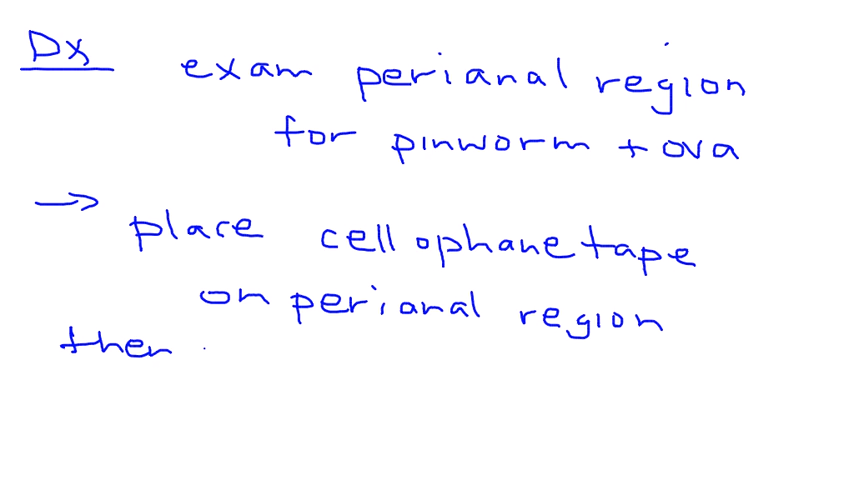 Dx exam perianal region
for pinworm + ova
→ place cellophane tape
on perianal region
then